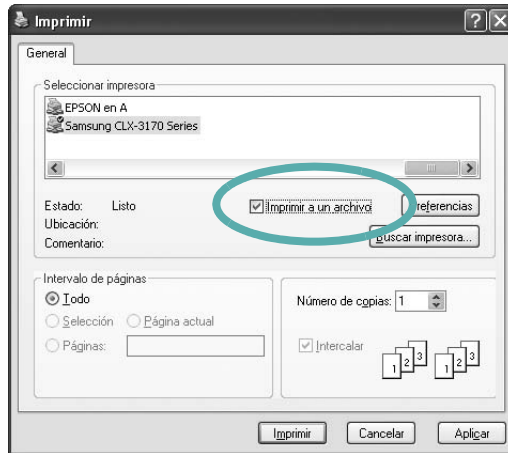 Imprimir
General
Seleccionar impresora
EPSON en A
Samsung CLX-3170 Series
Estado: Listo
Imprimir a un archivo
Preferencias
Ubicación:
Comentario:
Buscar impresora...
Intervalo de páginas
Todo
Selección Página actual
Páginas:
Número de copias: 1
Intercalar
1 2 3 1 2 3
Imprimir Cancelar Aplicar